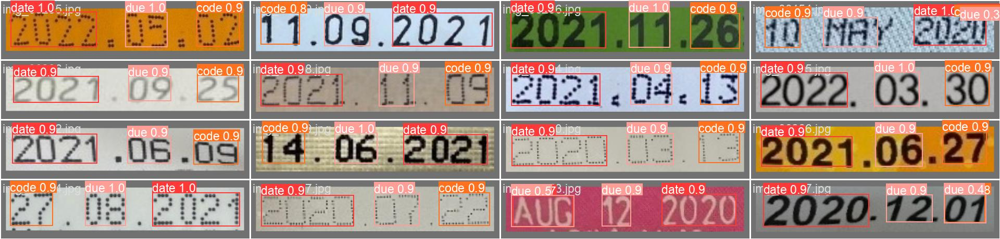 date 1.0 due 1.0 code 0.9
2022.05.02
code 0.8 due 0.9 date 0.9
11.09.2021
date 0.9 due 1.0 code 0.9
2021.11.26
code 0.9 due 0.9 date 1.0 due 0.3
10 MAY 2020
date 0.9 due 0.9 code 0.9
2021.09.25
date 0.9 8.jpg due 0.9 code 0.9
2021.11.09
date 0.9 due 0.9 code 0.9
2021.04.13
date 0.9 5.jpg due 1.0 code 0.9
2022.03.30
date 0.9 2.jpg due 0.9 code 0.9
2021.06.09
code 0.9 due 1.0 date 0.9
14.06.2021
date 0.9 0.jpg due 0.9 code 0.9
2020.03.13
date 0.9 6.jpg due 0.9 code 0.9
2021.06.27
code 0.9 4.jpg due 1.0 date 1.0
27.08.2021
date 0.9 7.jpg due 0.9 code 0.9
2020.07.22
due 0.5 3.jpg due 0.9 date 0.9
AUG 12 2020
date 0.9 7.jpg due 0.9 due 0.4
2020.12.01